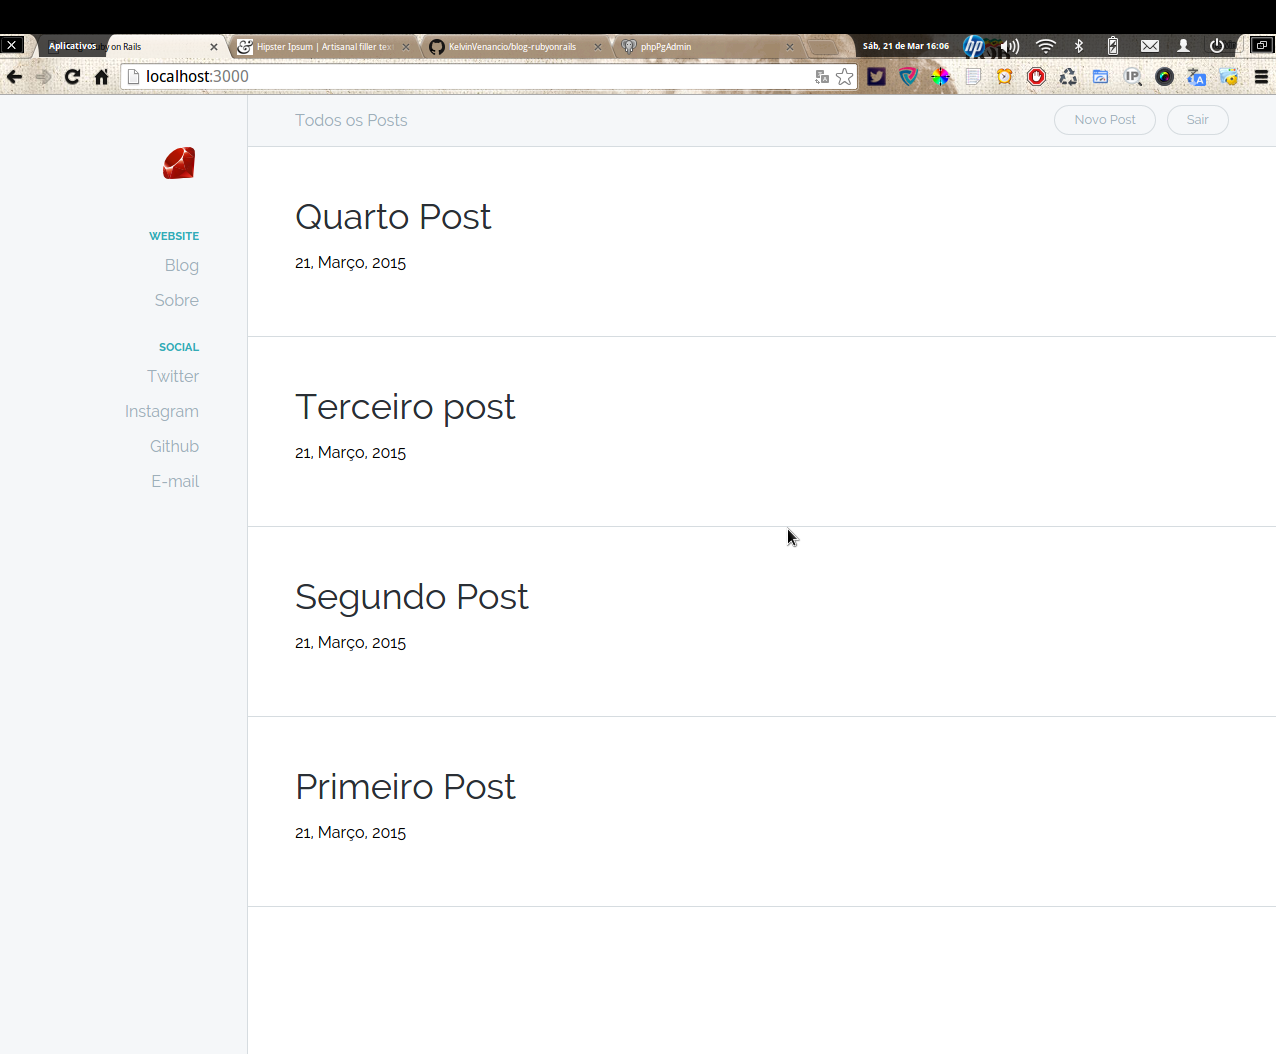 Aplicativos
on Rails
Hipster Ipsum | Artisanal filler tex
KelvinVenancio/blog-rubyonrails
phpPgAdmin
Sáb, 21 de Mar 16:06
hp
localhost:3000
IP
Todos os Posts
Novo Post
Sair
WEBSITE
Blog
Sobre
SOCIAL
Twitter
Instagram
Github
E-mail
Quarto Post
21, Março, 2015
Terceiro post
21, Março, 2015
Segundo Post
21, Março, 2015
Primeiro Post
21, Março, 2015